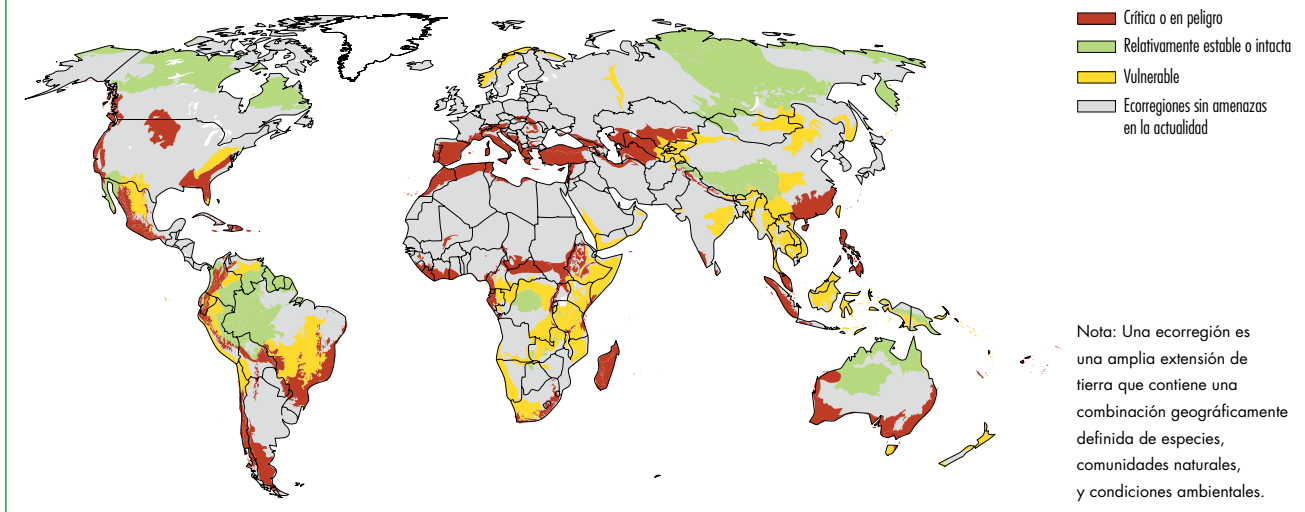 Crítica o en peligro
Relativamente estable o intacta
Vulnerable
Ecorregiones sin amenazas
en la actualidad
Nota: Una ecorregión es
una amplia extensión de
tierra que contiene una
combinación geográficamente
definida de especies,
comunidades naturales,
y condiciones ambientales.